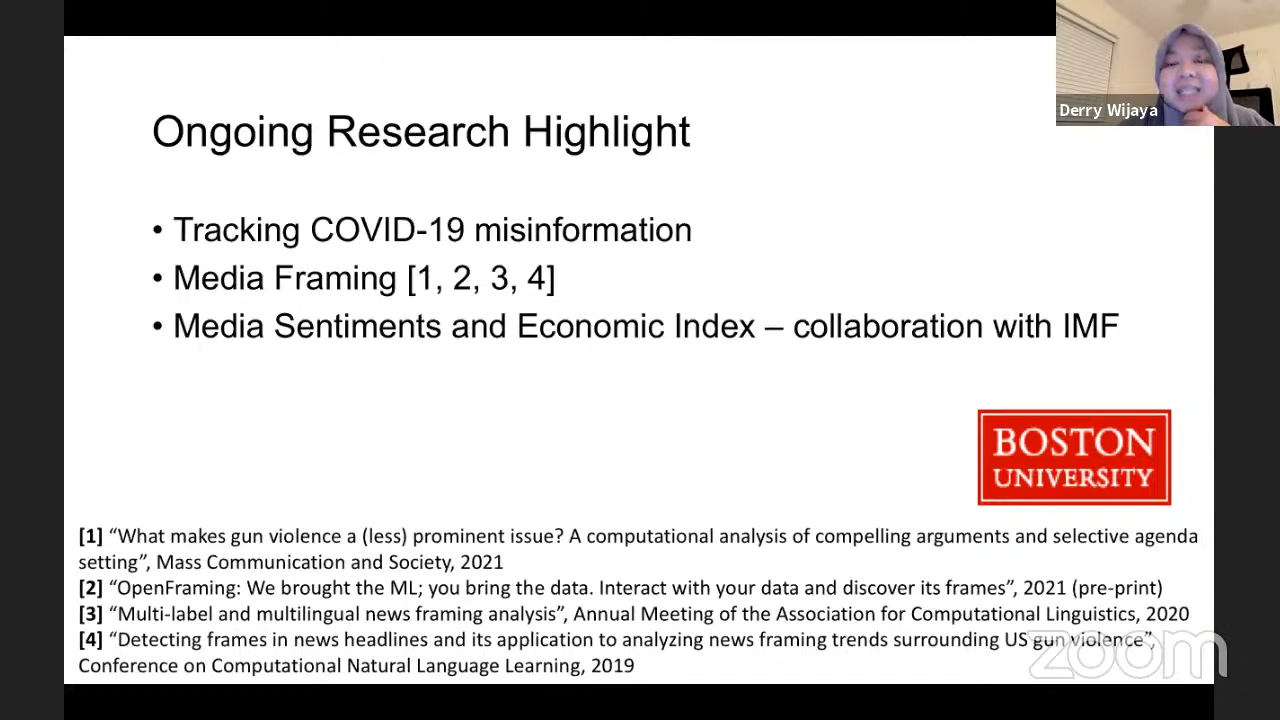 Derry Wijaya
Ongoing Research Highlight
• Tracking COVID-19 misinformation
• Media Framing [1, 2, 3, 4]
• Media Sentiments and Economic Index – collaboration with IMF
BOSTON
UNIVERSITY
[1] “What makes gun violence a (less) prominent issue? A computational analysis of compelling arguments and selective agenda
setting”, Mass Communication and Society, 2021
[2] “OpenFraming: We brought the ML; you bring the data. Interact with your data and discover its frames”, 2021 (pre-print)
[3] “Multi-label and multilingual news framing analysis”, Annual Meeting of the Association for Computational Linguistics, 2020
[4] “Detecting frames in news headlines and its application to analyzing news framing trends surrounding US gun violence”,
Conference on Computational Natural Language Learning, 2019
zoom